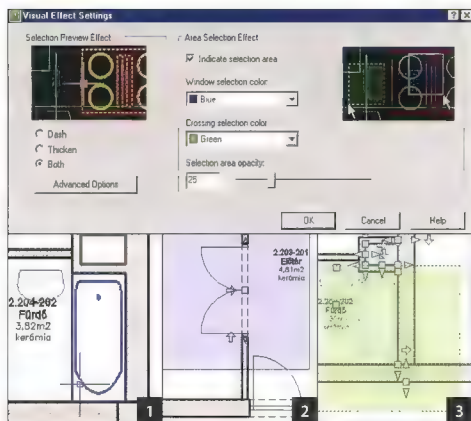 Visual Effect Settings
Selection Preview Effect
Area Selection Effect
Indicate selection area
Window selection color:
Blue
Crossing selection color
Green
Dash
Thicken
Both
Selection area opacity:
25
Advanced Options
OK
Cancel
Help
2.204-202
Fürdő
3,82m2
kerámia
1
2.203-201
Előtér
4,81m2
kerámia
2
Fürdő
3